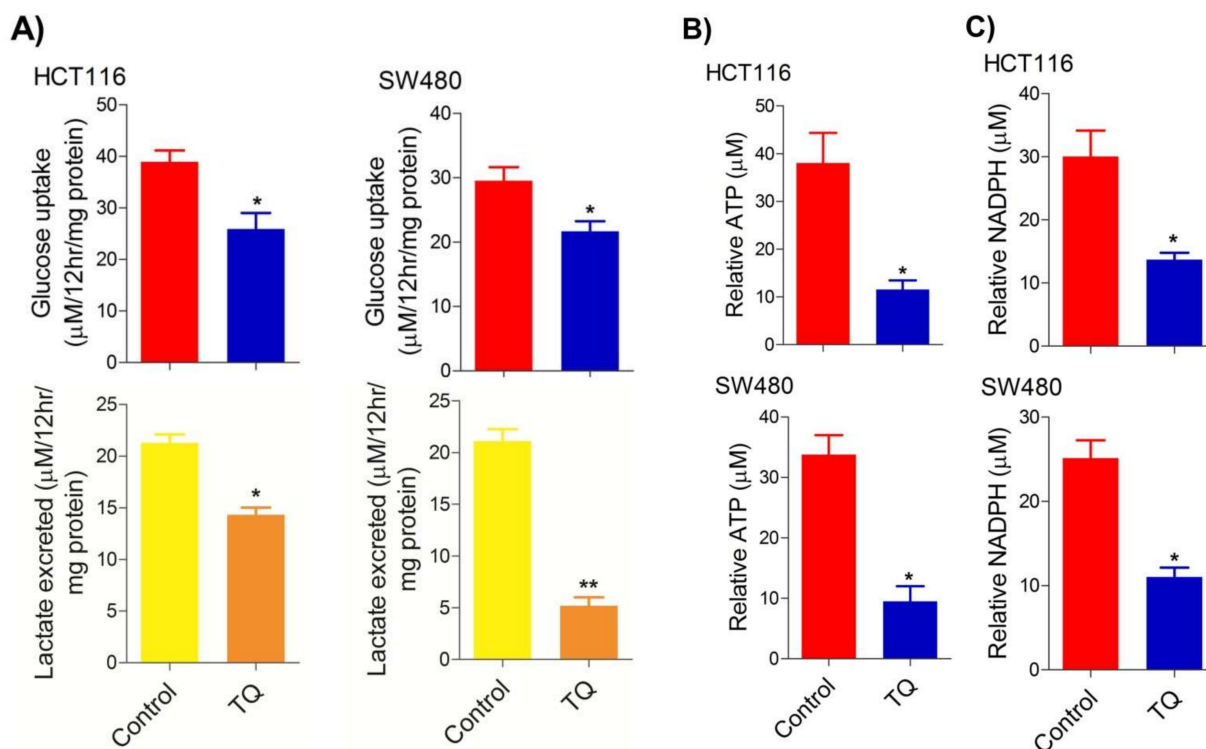 A)
HCT116
Glucose uptake
(μM/12hr/mg protein)
50
40
30
20
10
0
*
SW480
Glucose uptake
(μM/12hr/mg protein)
40
30
20
10
0
*
Lactate excreted (μM/12hr/
mg protein)
25
20
15
10
5
0
*
Control
TQ
Lactate excreted (μM/12hr/
mg protein)
25
20
15
10
5
0
**
Control
TQ
B)
HCT116
Relative ATP (μM)
50
40
30
20
10
0
*
SW480
Relative ATP (μM)
40
30
20
10
0
*
Control
TQ
C)
HCT116
Relative NADPH (μM)
40
30
20
10
0
*
SW480
Relative NADPH (μM)
30
20
10
0
*
Control
TQ